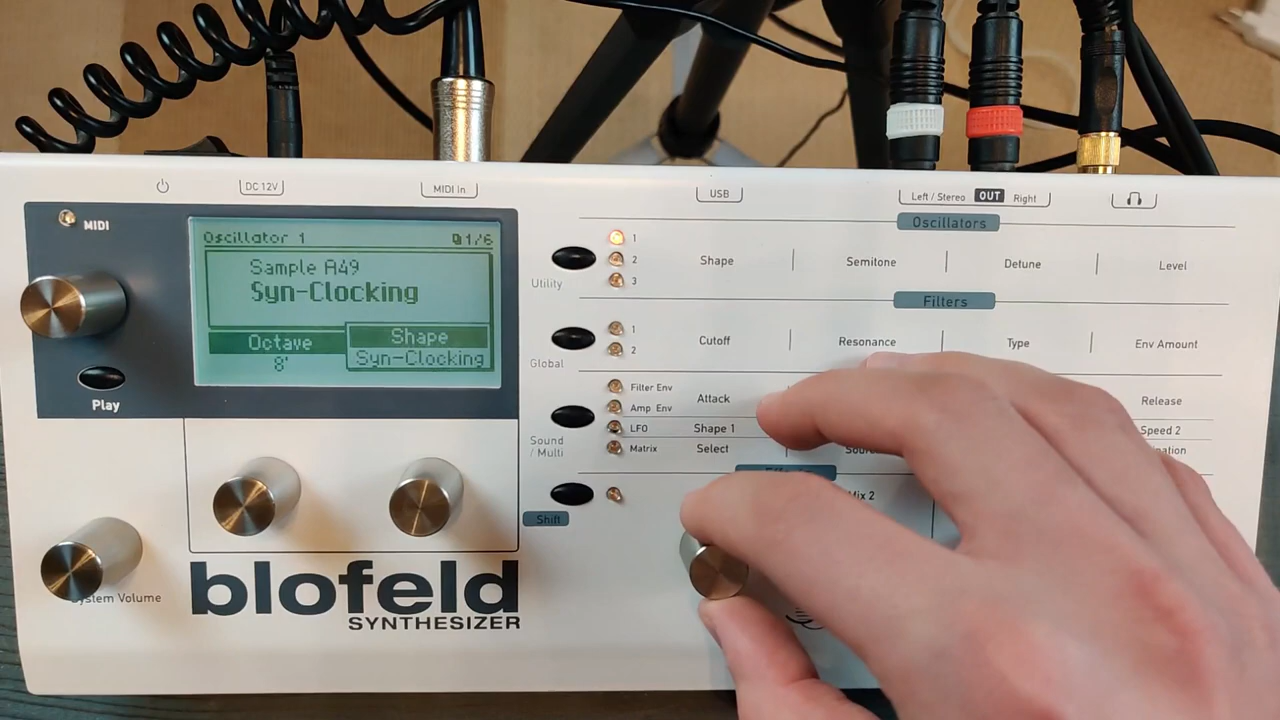 DC 12V
MIDI in
USB
Left / Stereo OUT Right
MIDI
Oscillator 1 1/6
Sample A49
Syn-Clocking
Octave Shape
8' Syn-Clocking
Play
System Volume
blofeld
SYNTHESIZER
Oscillators
Utility
1
2
3
Shape Semitone Detune Level
Filters
Global
1
2
Cutoff Resonance Type Env Amount
Sound
/ Multi
Filter Env
Amp Env Attack Release
LFO Shape 1 Speed 2
Matrix Select
Shift
Mix 2